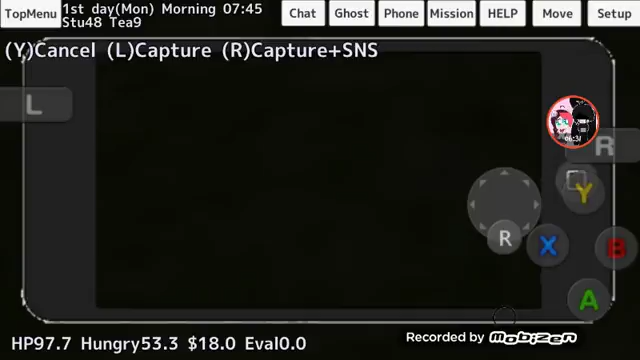 TopMenu
1st day(Mon) Morning 07:45
Stu48 Tea9
Chat
Ghost
Phone
Mission
HELP
Move
Setup
(Y)Cancel (L)Capture (R)Capture+SNS
L
R
Y
R
X
B
A
HP97.7 Hungry53.3 $18.0 Eval0.0
Recorded by MOBIZEN